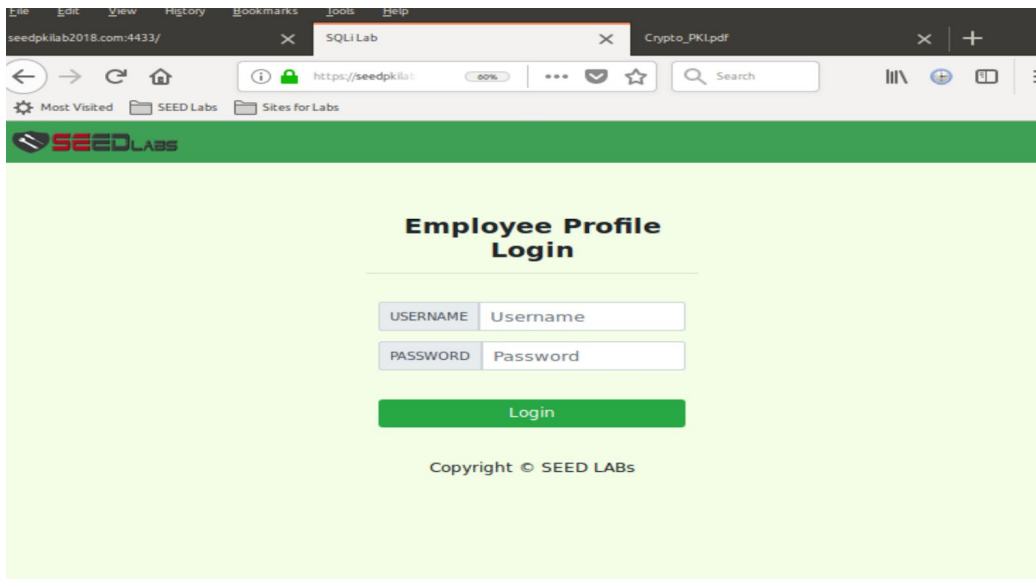 File Edit View History Bookmarks Tools Help
seedpkilab2018.com:4433/ SQLi Lab Crypto_PKI.pdf
https://seedpkilab 60% Search
Most Visited SEED Labs Sites for Labs
SEEDLABS
Employee Profile
Login
USERNAME Username
PASSWORD Password
Login
Copyright © SEED LABs